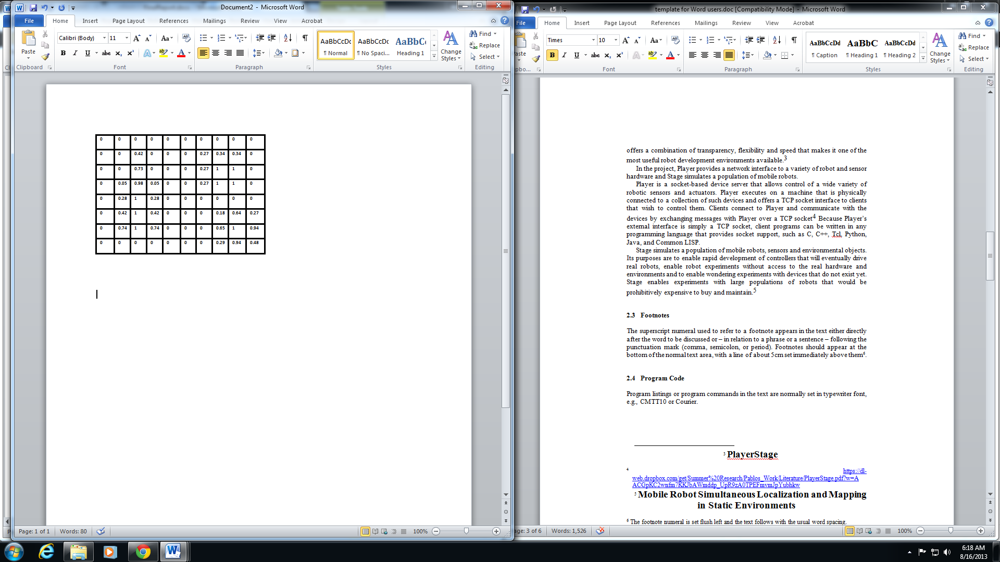 Document2 - Microsoft Word
File Home Insert Page Layout References Mailings Review View Acrobat
Calibri (Body) 11 Aa
Paste
B I U abc x₂ x² A ab A
AaBbCcDc AaBbCcDc AaBbC
¶ Normal ¶ No Spaci... Heading 1
Change Styles
Find
Replace
Select
Clipboard Font Paragraph Styles Editing
0 0 0 0 0 0 0 0 0 0
0 0 0.42 0 0 0 0.27 0.34 0.34 0
0 0 0.73 0 0 0 0.27 1 1 0
0 0.05 0.98 0.05 0 0 0.27 1 1 0
0 0.28 1 0.28 0 0 0 0 0 0
0 0.42 1 0.42 0 0 0 0.18 0.64 0.27
0 0.74 1 0.74 0 0 0 0.65 1 0.94
0 0 0 0 0 0 0 0.29 0.94 0.48
Page: 1 of 1 Words: 80 100%
template for Word users.doc [Compatibility Mode] - Microsoft Word
File Home Insert Page Layout References Mailings Review View Acrobat
Times 10 Aa
aste
B I U abc x₂ x² A ab A
AaBbCcDd AaBbC AaBbCcDd
¶ Caption ¶ Heading 1 ¶ Heading 2
Change Styles
Find
Replace
Select
pbo... Font Paragraph Styles Editing
offers a combination of transparency, flexibility and speed that makes it one of the
most useful robot development environments available.3
In the project, Player provides a network interface to a variety of robot and sensor
hardware and Stage simulates a population of mobile robots.
Player is a socket-based device server that allows control of a wide variety of
robotic sensors and actuators. Player executes on a machine that is physically
connected to a collection of such devices and offers a TCP socket interface to clients
that wish to control them. Clients connect to Player and communicate with the
devices by exchanging messages with Player over a TCP socket4 Because Player's
external interface is simply a TCP socket, client programs can be written in any
programming language that provides socket support, such as C, C++, Tcl, Python,
Java, and Common LISP.
Stage simulates a population of mobile robots, sensors and environmental objects.
Its purposes are to enable rapid development of controllers that will eventually drive
real robots, enable robot experiments without access to the real hardware and
environments and to enable wondering experiments with devices that do not exist yet.
Stage enables experiments with large populations of robots that would be
prohibitively expensive to buy and maintain.5
2.3 Footnotes
The superscript numeral used to refer to a footnote appears in the text either directly
after the word to be discussed or – in relation to a phrase or a sentence – following the
punctuation mark (comma, semicolon, or period). Footnotes should appear at the
bottom of the normal text area, with a line of about 5cm set immediately above them6.
2.4 Program Code
Program listings or program commands in the text are normally set in typewriter font,
e.g., CMTT10 or Courier.
3 PlayerStage
4 https://dl-
web.dropbox.com/get/Summer%20Research/Pablos_Work/Literature/PlayerStage.pdf?w=A
ACGpKC2wnfm7KKJbAWmddp_UpR9zA0TPEFmvmJpYubhkw
5 Mobile Robot Simultaneous Localization and Mapping
in Static Environments
6 The footnote numeral is set flush left and the text follows with the usual word spacing.
age: 3 of 6 Words: 1,526 100%
6:18 AM
8/16/2013